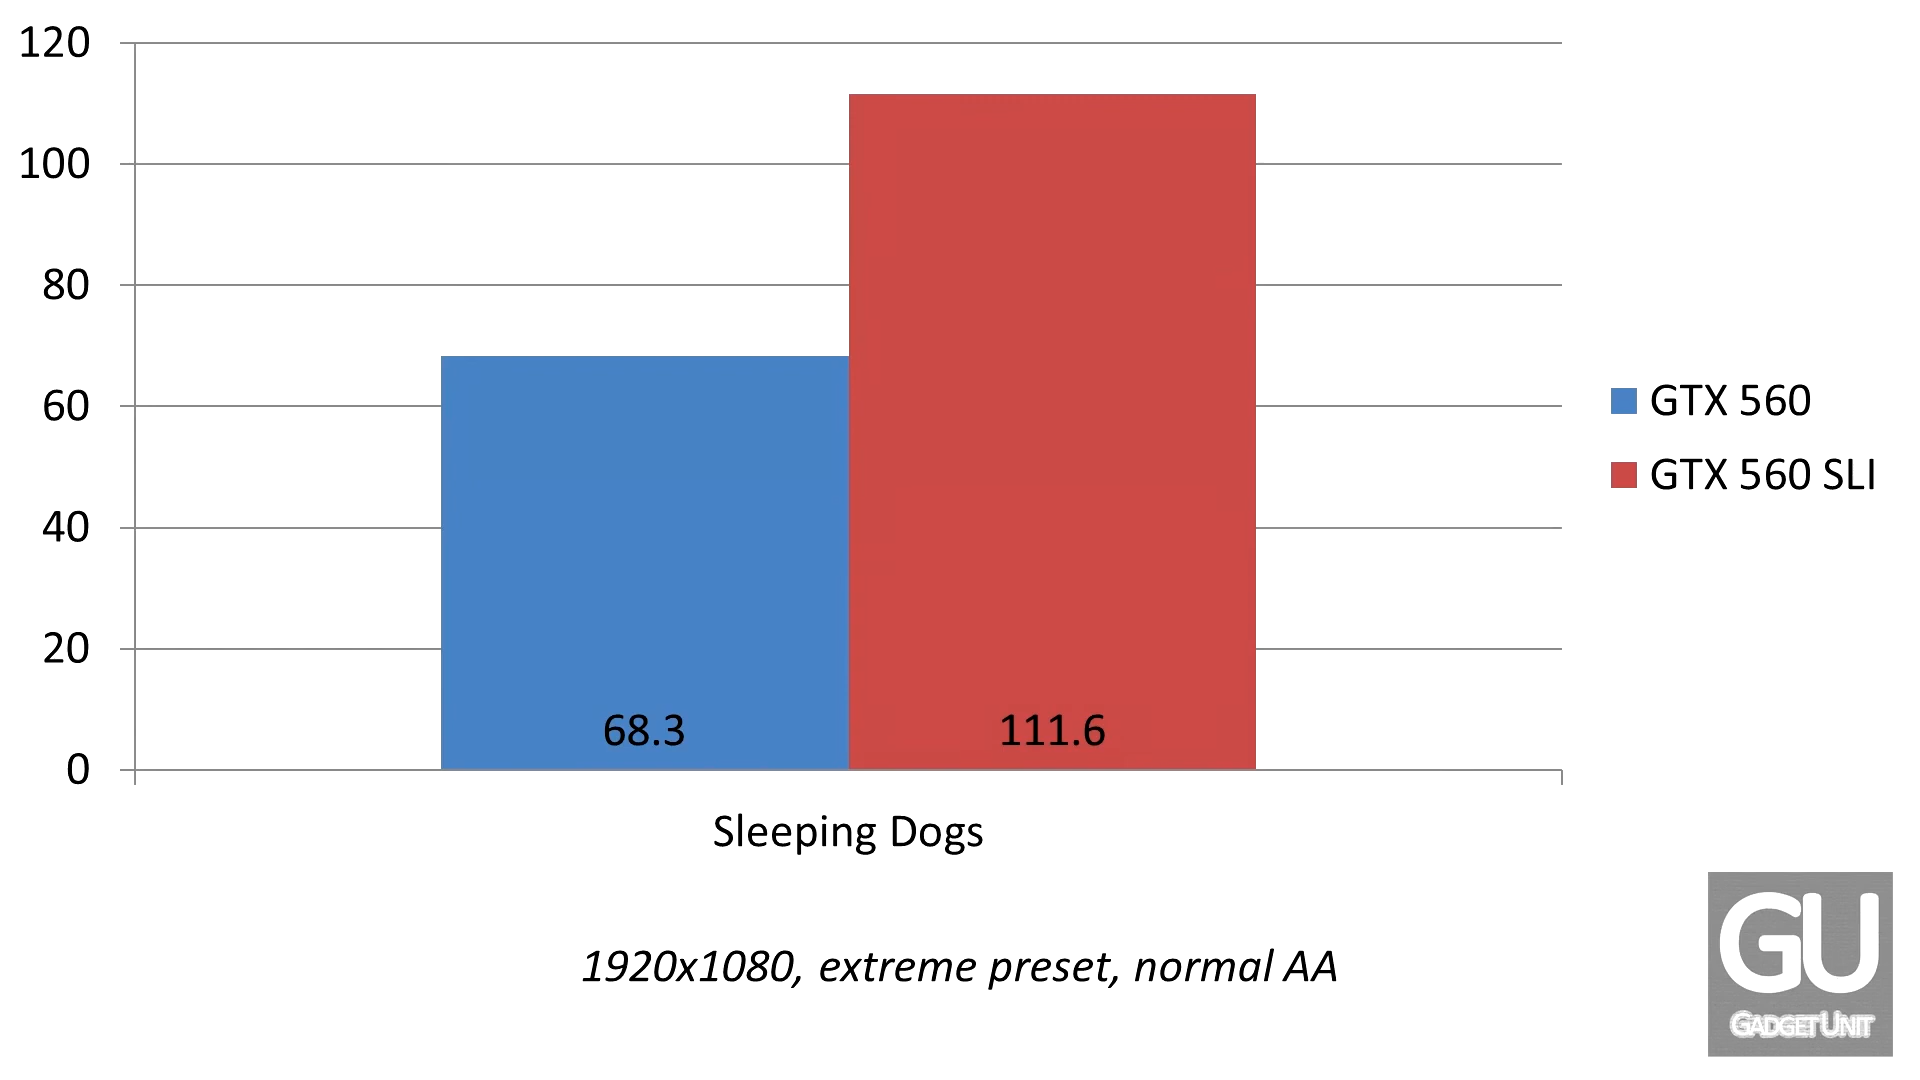 120
100
80
60
40
20
0
68.3
111.6
Sleeping Dogs
GTX 560
GTX 560 SLI
1920x1080, extreme preset, normal AA
GU
GADGETUNIT